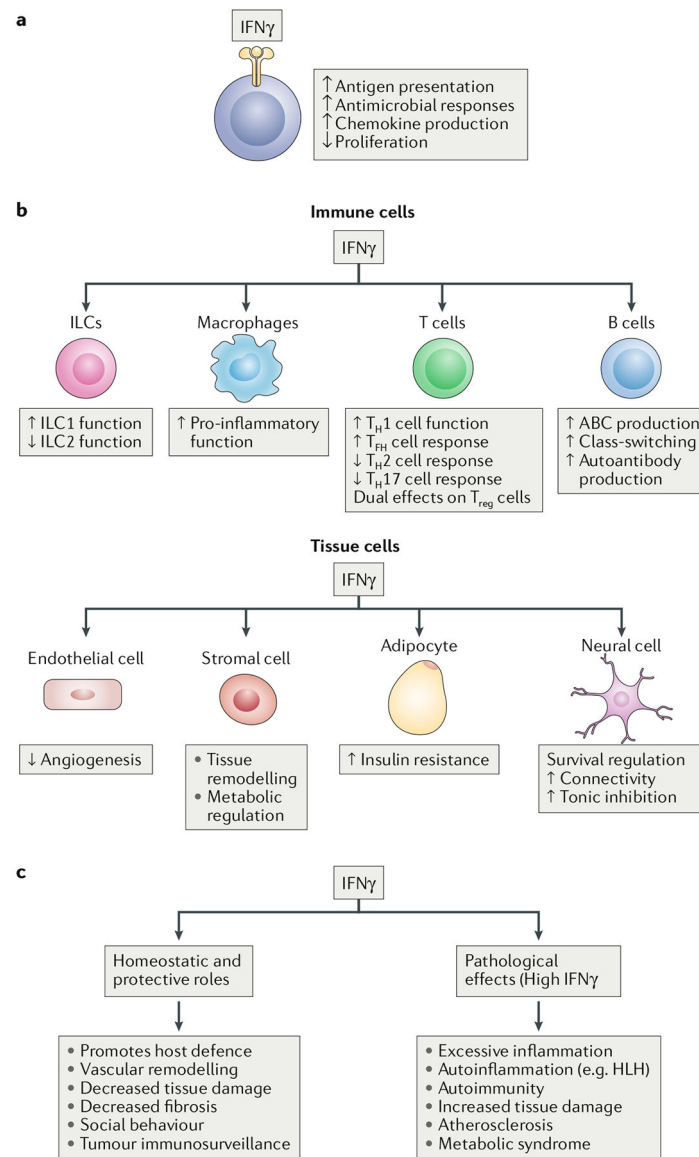 a
IFNγ
↑ Antigen presentation
↑ Antimicrobial responses
↑ Chemokine production
↓ Proliferation
b
Immune cells
IFNγ
ILCs
↑ ILC1 function
↓ ILC2 function
Macrophages
↑ Pro-inflammatory
function
T cells
↑ TH1 cell function
↑ TFH cell response
↓ TH2 cell response
↓ TH17 cell response
Dual effects on Treg cells
B cells
↑ ABC production
↑ Class-switching
↑ Autoantibody
production
Tissue cells
IFNγ
Endothelial cell
↓ Angiogenesis
Stromal cell
• Tissue
remodelling
• Metabolic
regulation
Adipocyte
↑ Insulin resistance
Neural cell
Survival regulation
↑ Connectivity
↑ Tonic inhibition
c
IFNγ
Homeostatic and
protective roles
• Promotes host defence
• Vascular remodelling
• Decreased tissue damage
• Decreased fibrosis
• Social behaviour
• Tumour immunosurveillance
Pathological
effects (High IFNγ
• Excessive inflammation
• Autoinflammation (e.g. HLH)
• Autoimmunity
• Increased tissue damage
• Atherosclerosis
• Metabolic syndrome